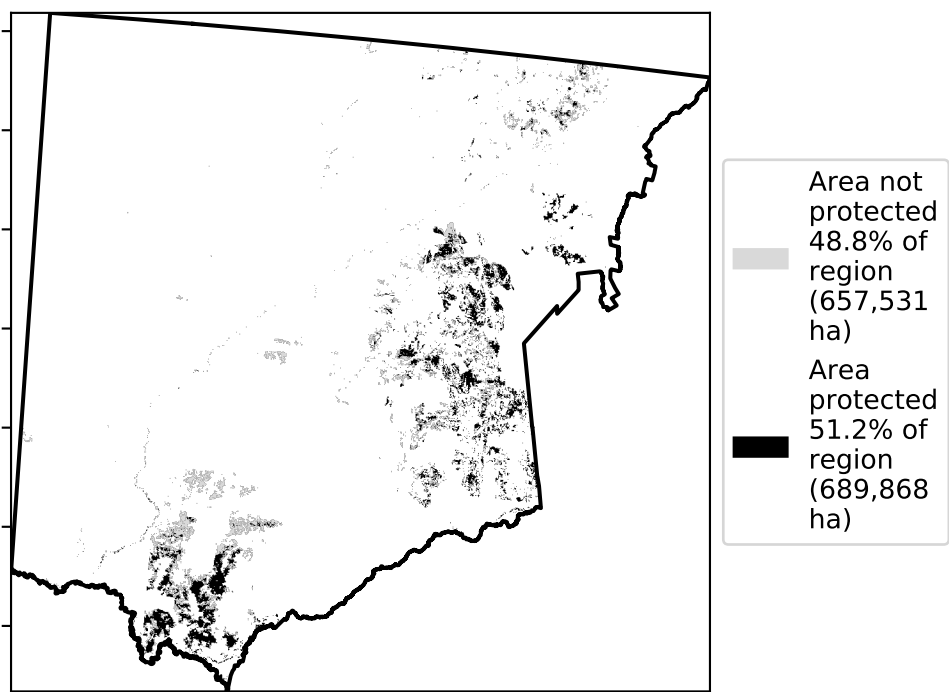 Area not
protected
48.8% of
region
(657,531
ha)
Area
protected
51.2% of
region
(689,868
ha)